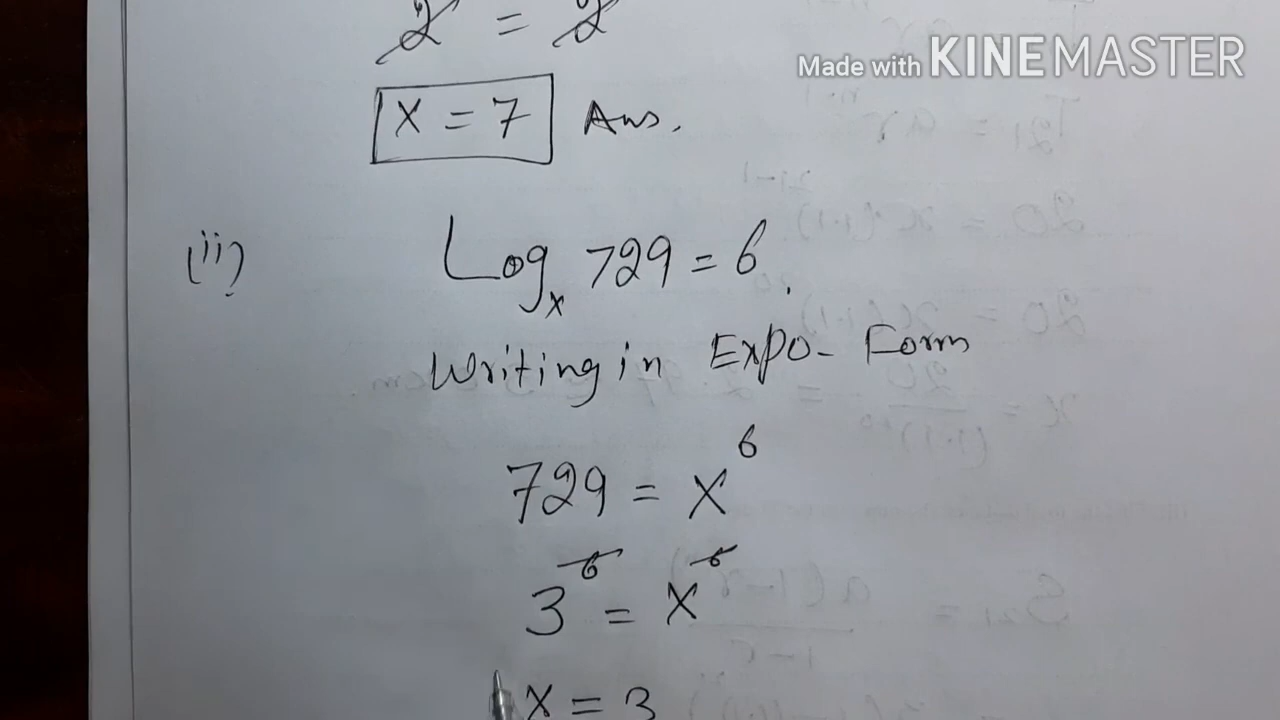 Made with KINEMASTER
2 = 2
x = 7 Ans.
(ii) Log_x 729 = 6.
Writing in Expo- Form
729 = x^6
3^6 = x^6
x = 3